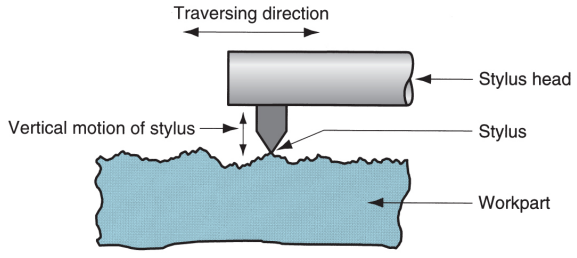 Traversing direction
Stylus head
Vertical motion of stylus
Stylus
Workpart